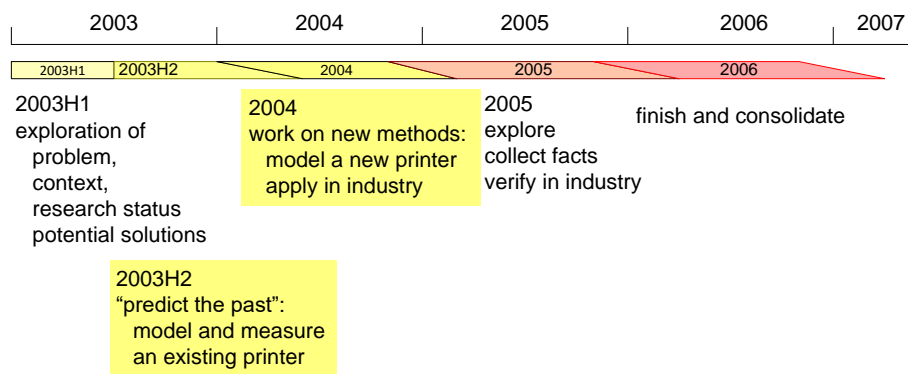 2003 2004 2005 2006 2007
2003H1 2003H2 2004 2005 2006
2003H1
exploration of
problem,
context,
research status
potential solutions
2003H2
“predict the past”:
model and measure
an existing printer
2004
work on new methods:
model a new printer
apply in industry
2005
explore
collect facts
verify in industry
finish and consolidate